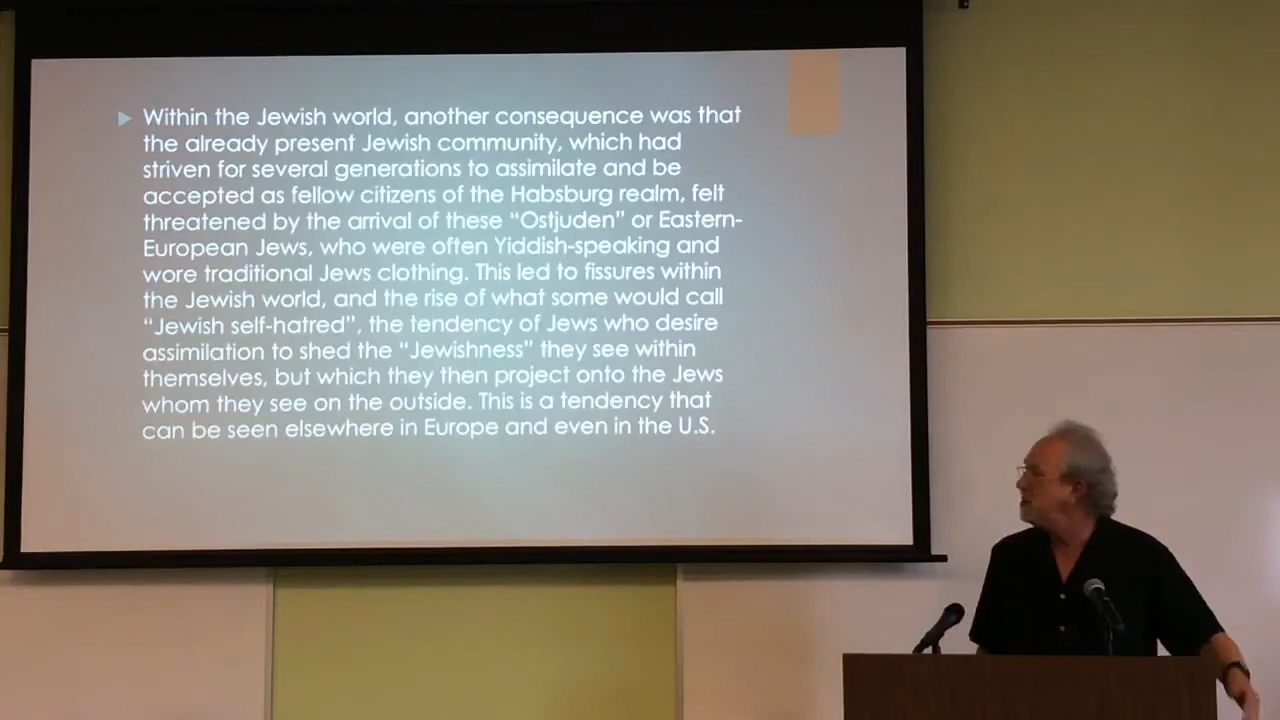 Within the Jewish world, another consequence was that
the already present Jewish community, which had
striven for several generations to assimilate and be
accepted as fellow citizens of the Habsburg realm, felt
threatened by the arrival of these “Ostjuden” or Eastern-
European Jews, who were often Yiddish-speaking and
wore traditional Jews clothing. This led to fissures within
the Jewish world, and the rise of what some would call
“Jewish self-hatred”, the tendency of Jews who desire
assimilation to shed the “Jewishness” they see within
themselves, but which they then project onto the Jews
whom they see on the outside. This is a tendency that
can be seen elsewhere in Europe and even in the U.S.